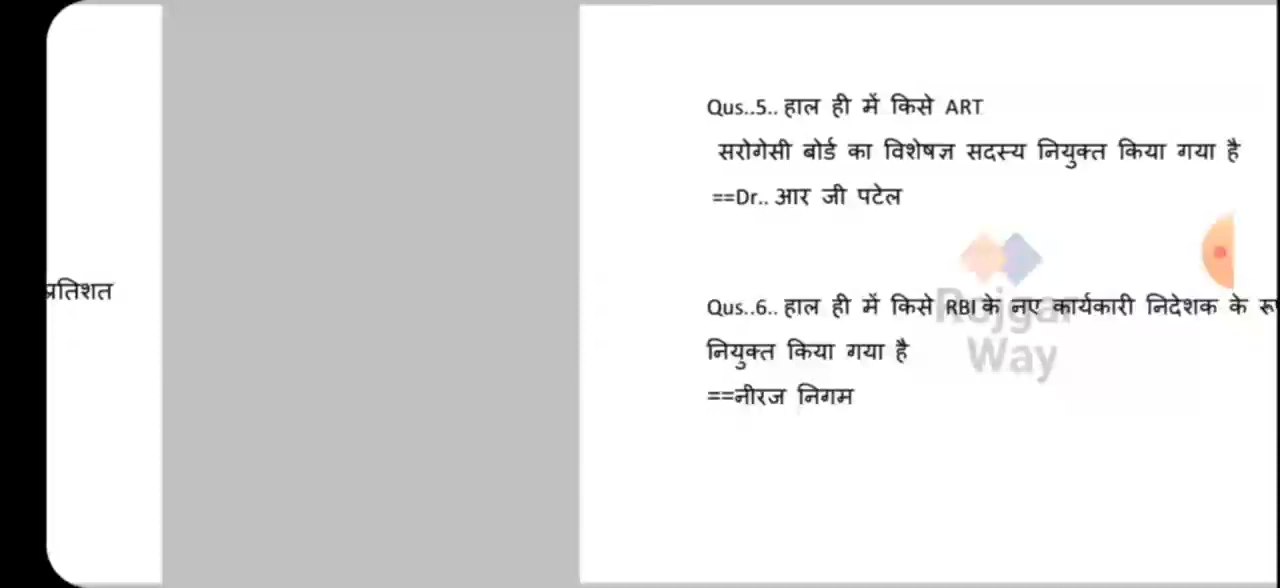 प्रतिशत
Qus..5.. हाल ही में किसे ART
सरोगेसी बोर्ड का विशेषज्ञ सदस्य नियुक्त किया गया है
==Dr.. आर जी पटेल
Qus..6.. हाल ही में किसे RBI के नए कार्यकारी निदेशक के
नियुक्त किया गया है
==नीरज निगम
Rojgar
Way